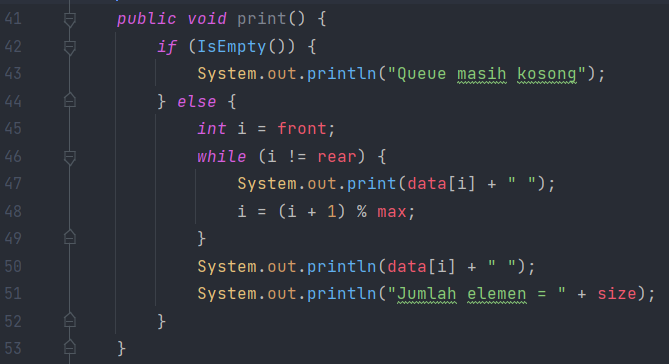 41 public void print() {
42 if (IsEmpty()) {
43 System.out.println("Queue masih kosong");
44 } else {
45 int i = front;
46 while (i != rear) {
47 System.out.print(data[i] + " ");
48 i = (i + 1) % max;
49 }
50 System.out.println(data[i] + " ");
51 System.out.println("Jumlah elemen = " + size);
52 }
53 }